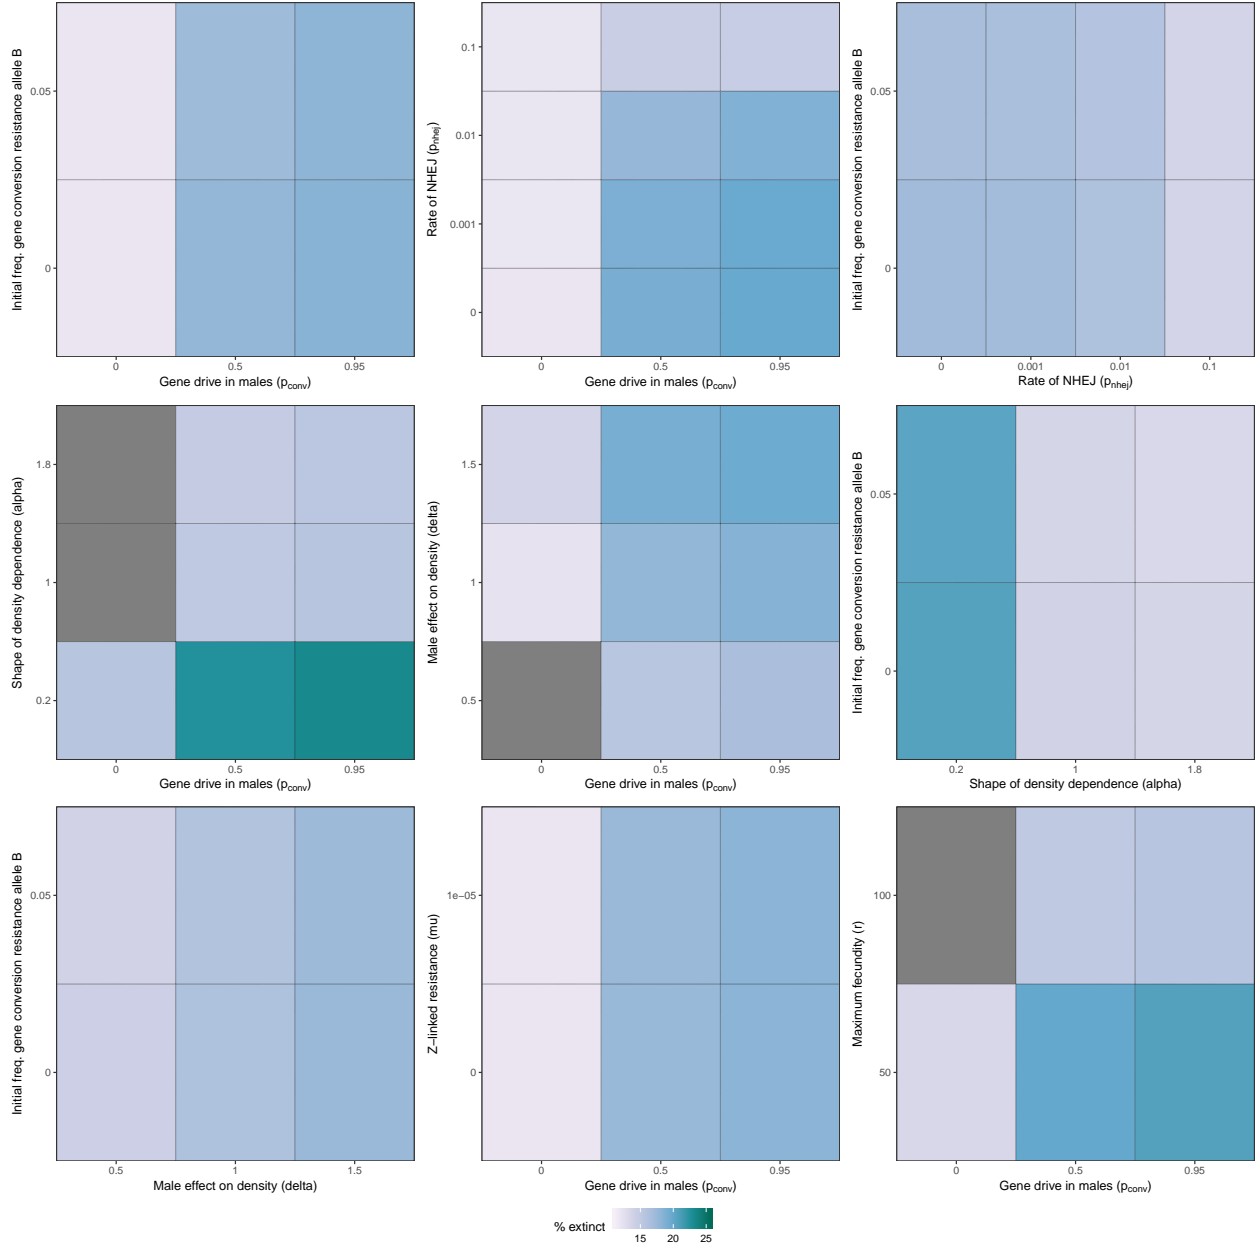 Initial freq. gene conversion resistance allele B
0.05
0
0
0.5
0.95
Gene drive in males (pconv)
Rate of NHEJ (pnhej)
0.1
0.01
0.001
0
0
0.5
0.95
Gene drive in males (pconv)
Initial freq. gene conversion resistance allele B
0.05
0
0
0.001
0.01
0.1
Rate of NHEJ (pnhej)
Shape of density dependence (alpha)
1.8
1
0.2
0
0.5
0.95
Gene drive in males (pconv)
Male effect on density (delta)
1.5
1
0.5
0
0.5
0.95
Gene drive in males (pconv)
Initial freq. gene conversion resistance allele B
0.05
0
0.2
1
1.8
Shape of density dependence (alpha)
Initial freq. gene conversion resistance allele B
0.05
0
0.5
1
1.5
Male effect on density (delta)
Z−linked resistance (mu)
1e−05
0
0
0.5
0.95
Gene drive in males (pconv)
Maximum fecundity (r)
100
50
0
0.5
0.95
Gene drive in males (pconv)
% extinct
15
20
25